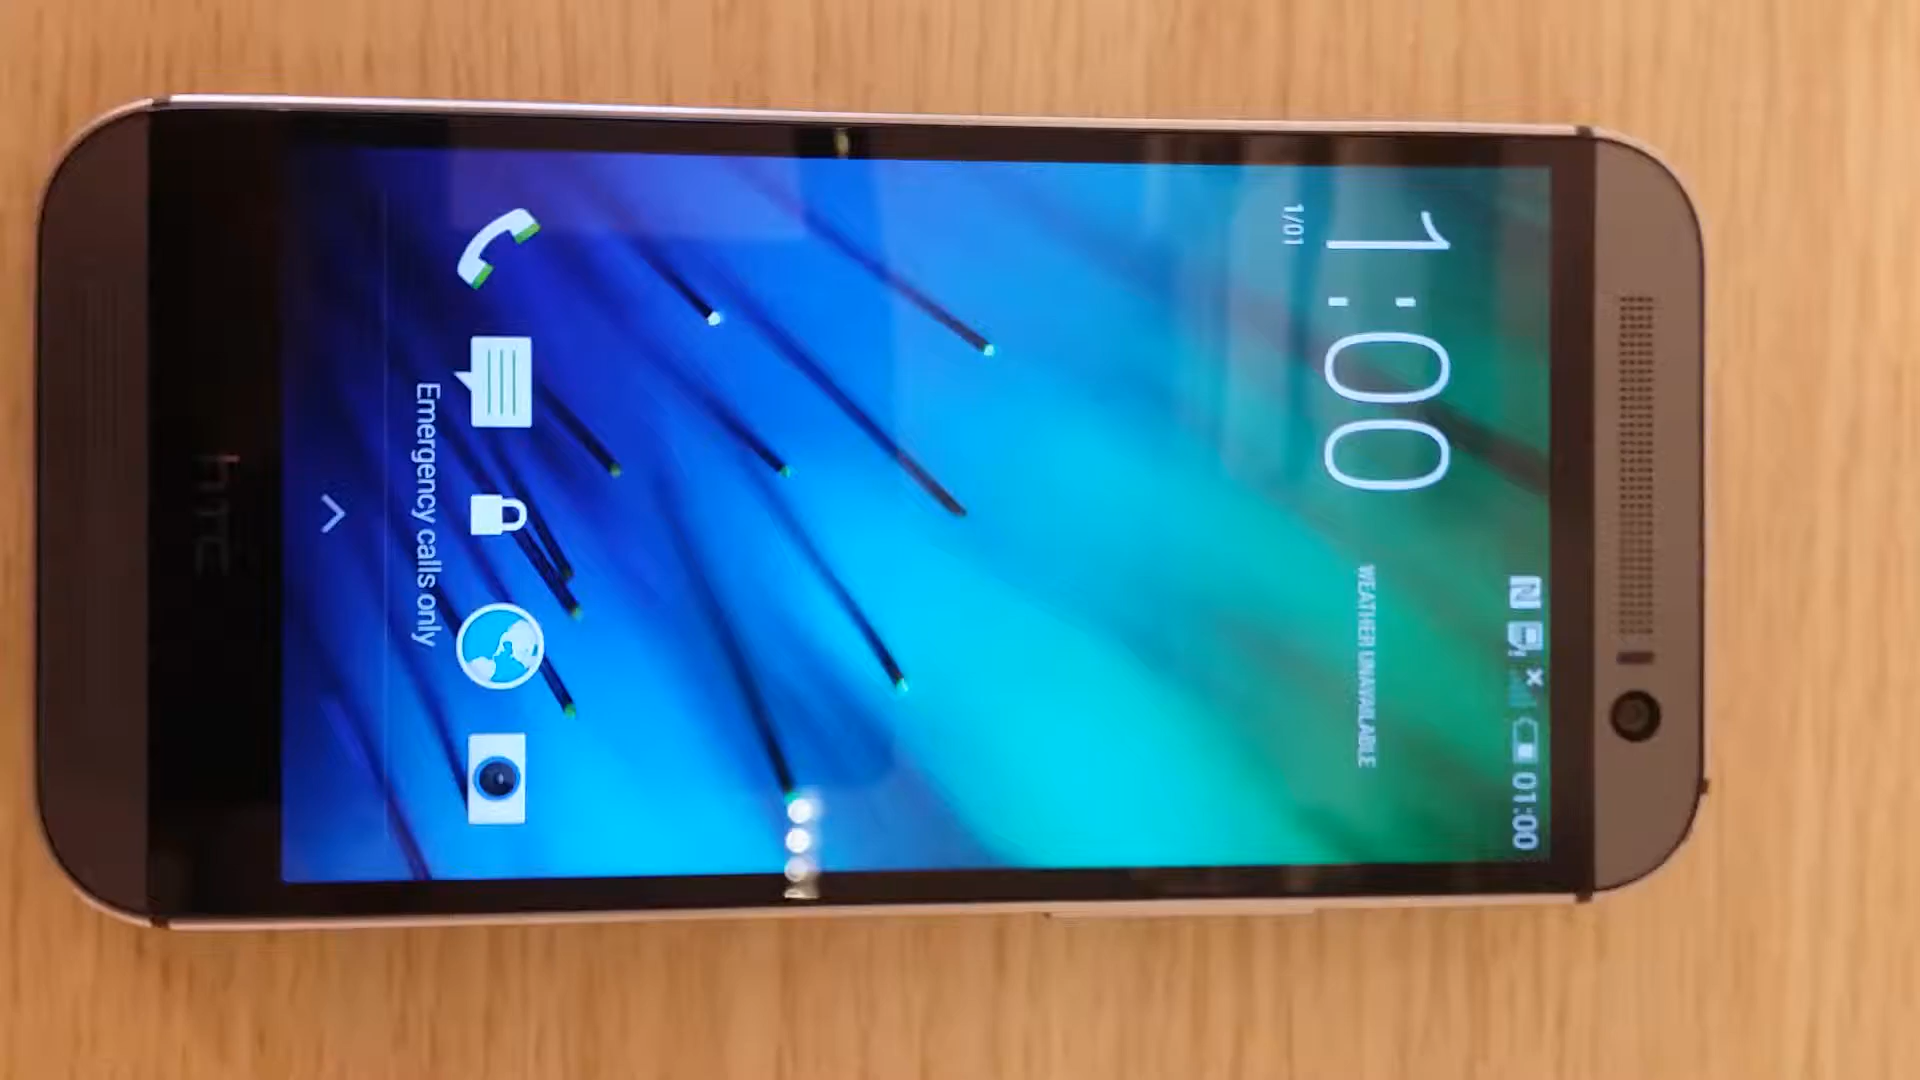 01:00
1:00
WEATHER UNAVAILABLE
1/01
Emergency calls only
hTC